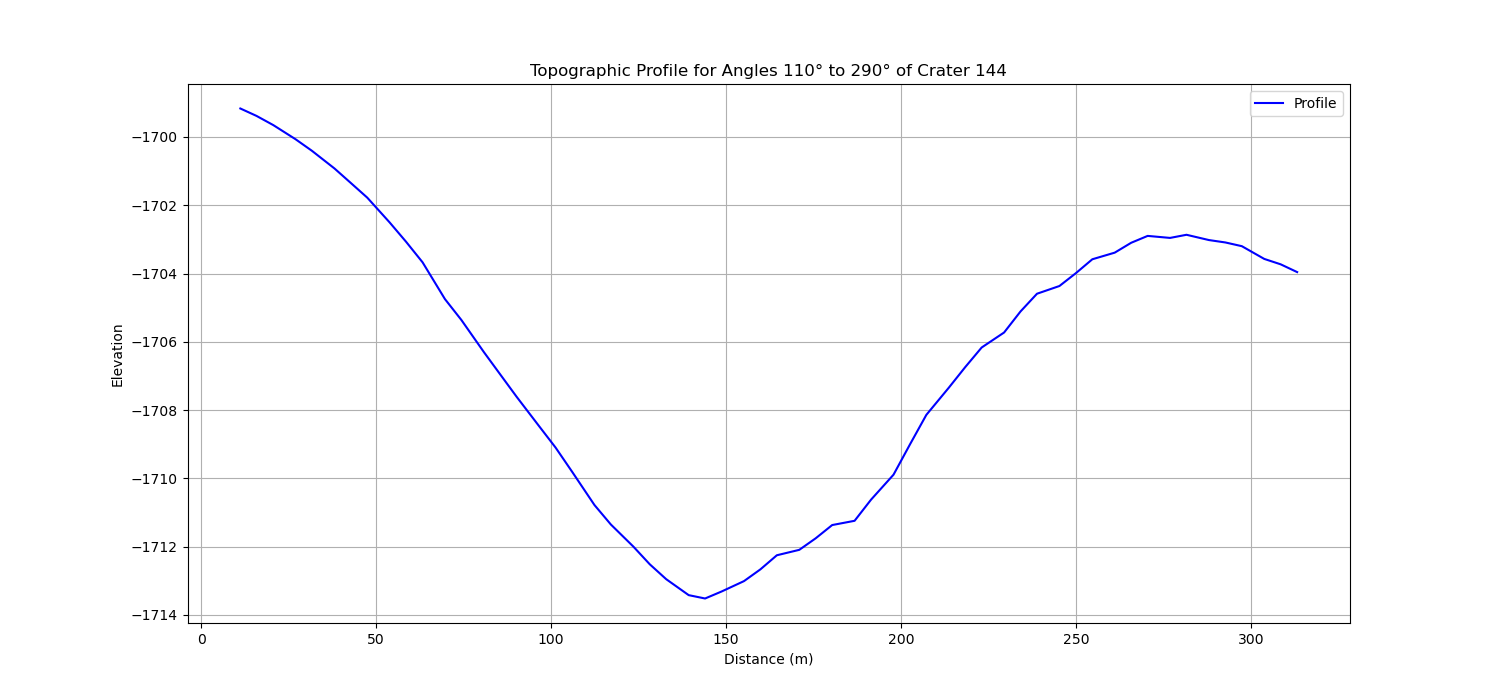 Topographic Profile for Angles 110° to 290° of Crater 144
Profile
−1700
−1702
−1704
−1706
−1708
−1710
−1712
−1714
Elevation
0 50 100 150 200 250 300
Distance (m)